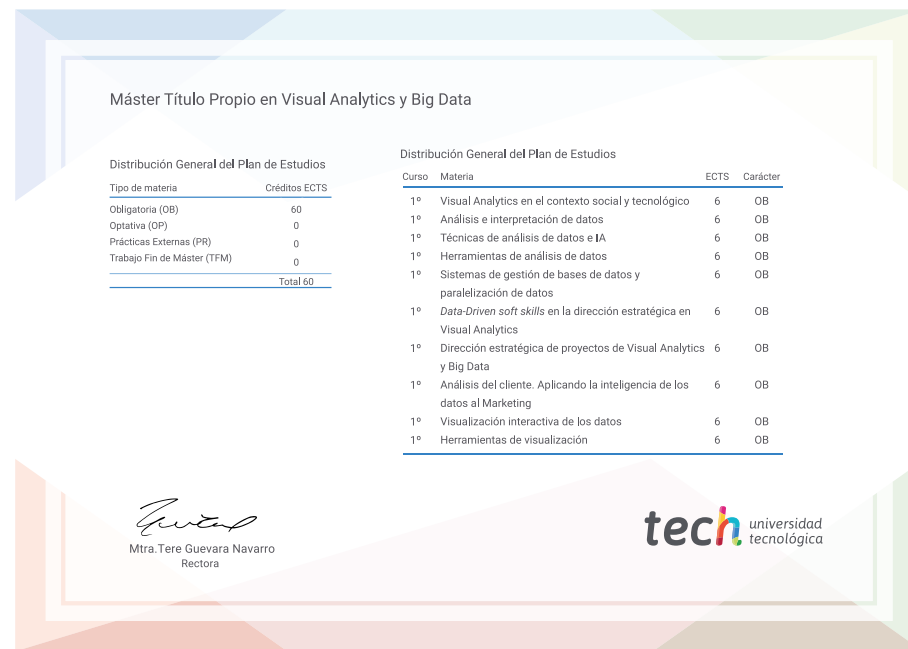 Máster Título Propio en Visual Analytics y Big Data
Distribución General del Plan de Estudios
Tipo de materia Créditos ECTS
Obligatoria (OB) 60
Optativa (OP) 0
Prácticas Externas (PR) 0
Trabajo Fin de Máster (TFM) 0
Total 60
Distribución General del Plan de Estudios
Curso Materia ECTS Carácter
1º Visual Analytics en el contexto social y tecnológico 6 OB
1º Análisis e interpretación de datos 6 OB
1º Técnicas de análisis de datos e IA 6 OB
1º Herramientas de análisis de datos 6 OB
1º Sistemas de gestión de bases de datos y 6 OB
paralelización de datos
1º Data-Driven soft skills en la dirección estratégica en 6 OB
Visual Analytics
1º Dirección estratégica de proyectos de Visual Analytics 6 OB
y Big Data
1º Análisis del cliente. Aplicando la inteligencia de los 6 OB
datos al Marketing
1º Visualización interactiva de los datos 6 OB
1º Herramientas de visualización 6 OB
Mtra.Tere Guevara Navarro
Rectora
tech universidad
tecnológica